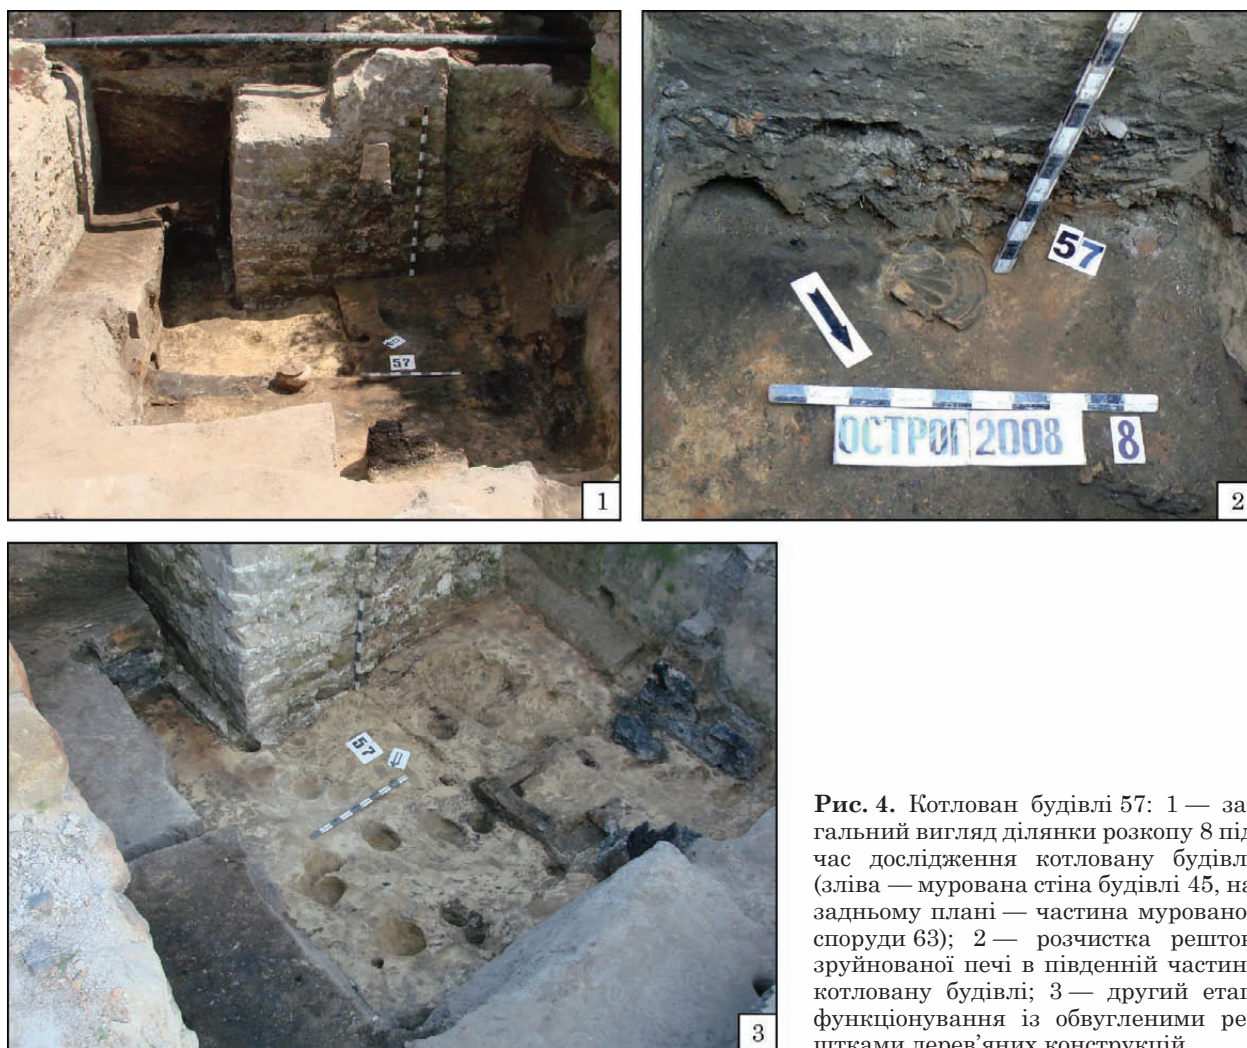 57
1
57
ОСТРОГ 2008 8
2
57
3
Рис. 4. Котлован будівлі 57: 1 — за-
гальний вигляд ділянки розкопу 8 під
час дослідження котловану будівл
(зліва — мурована стіна будівлі 45, на
задньому плані — частина муровано
споруди 63); 2 — розчистка решток
зруйнованої печі в південній частин
котловану будівлі; 3 — другий етап
функціонування із обвугленими ре-
штками дерев’яних конструкцій